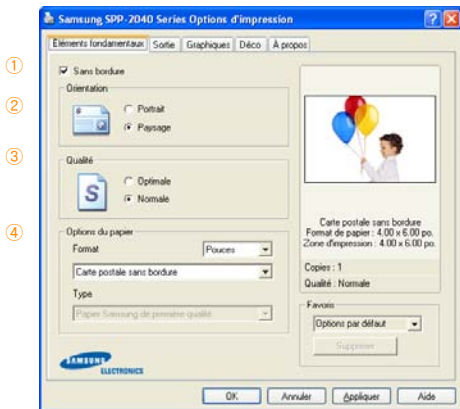 Samsung SPP-2040 Series Options d'impression
Éléments fondamentaux Sortie Graphiques Déco À propos
① Sans bordure
② Orientation
Portrait
Paysage
③ Qualité
S
Optimale
Normale
④ Options du papier
Format Pouces
Carte postale sans bordure
Type
Papier Samsung de première qualité
SAMSUNG
ELECTRONICS
Carte postale sans bordure
Format de papier : 4.00 x 6.00 po.
Zone d'impression : 4.00 x 6.00 po.
Copies : 1
Qualité : Normale
Favoris
Options par défaut
Supprimer
OK Annuler Appliquer Aide